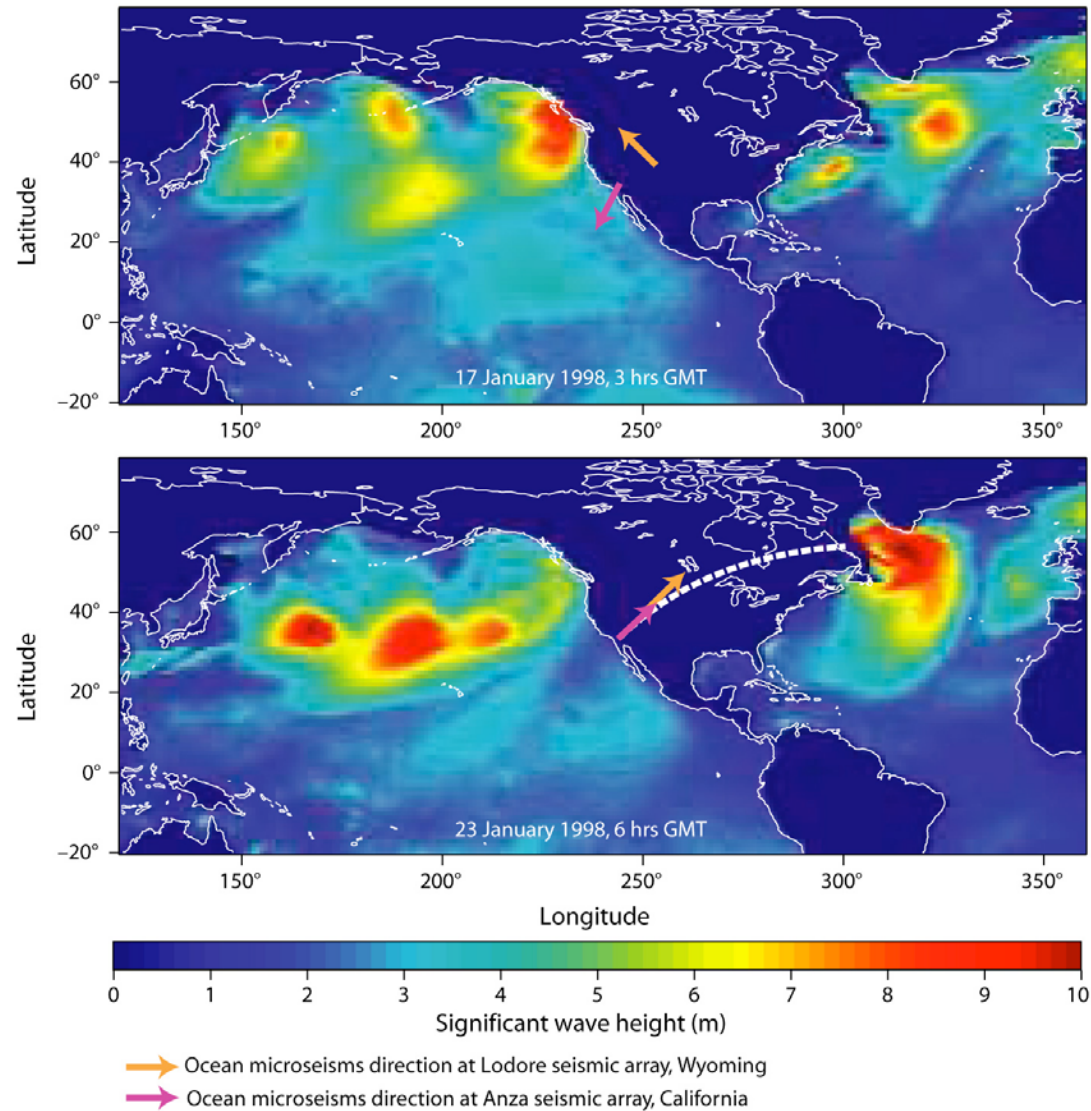 Latitude
60°
40°
20°
0°
–20°
17 January 1998, 3 hrs GMT
150°
200°
250°
300°
350°
Latitude
60°
40°
20°
0°
–20°
23 January 1998, 6 hrs GMT
150°
200°
250°
300°
350°
Longitude
0 1 2 3 4 5 6 7 8 9 10
Significant wave height (m)
Ocean microseisms direction at Lodore seismic array, Wyoming
Ocean microseisms direction at Anza seismic array, California